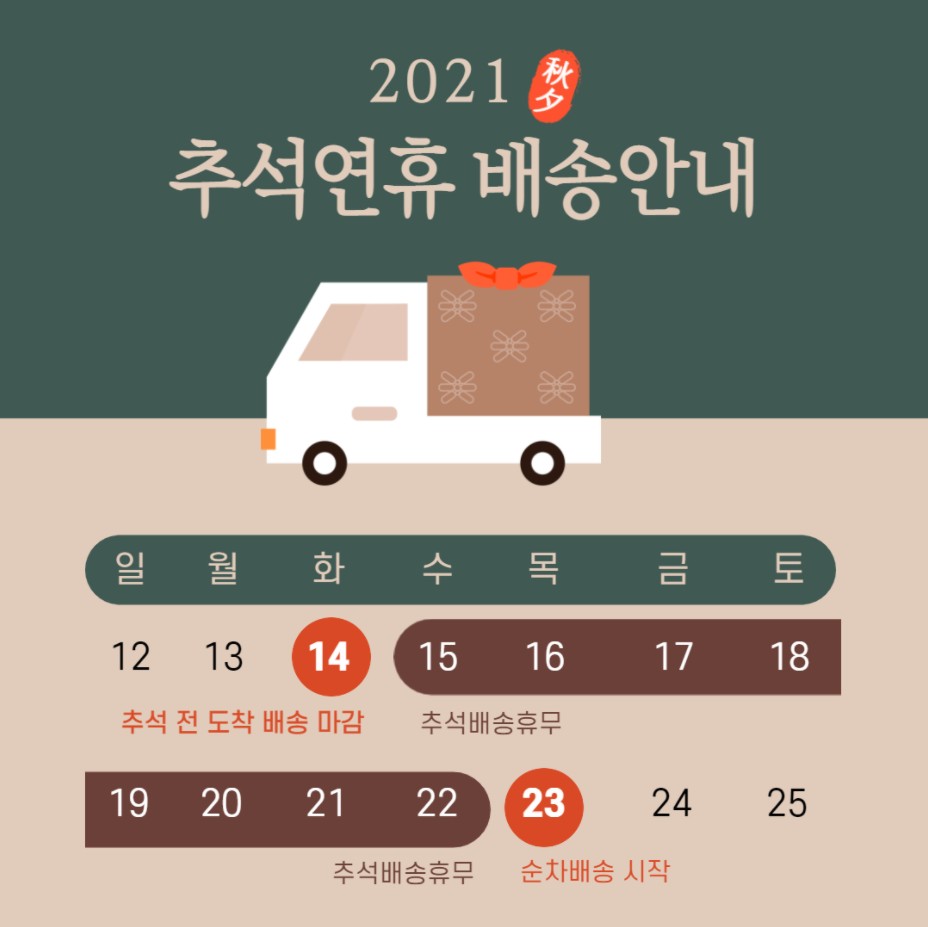 2021 秋夕
추석연휴 배송안내
일 월 화 수 목 금 토
12 13 14 15 16 17 18
추석 전 도착 배송 마감 추석배송휴무
19 20 21 22 23 24 25
추석배송휴무 순차배송 시작